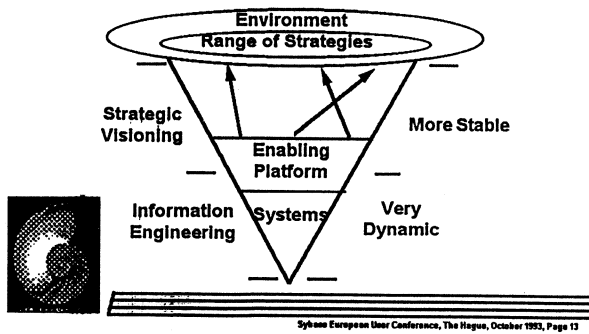 Environment
Range of Strategies
Strategic
Visioning
More Stable
Enabling
Platform
Information
Engineering
Systems
Very
Dynamic
Sybase European User Conference, The Hague, October 1993, Page 13